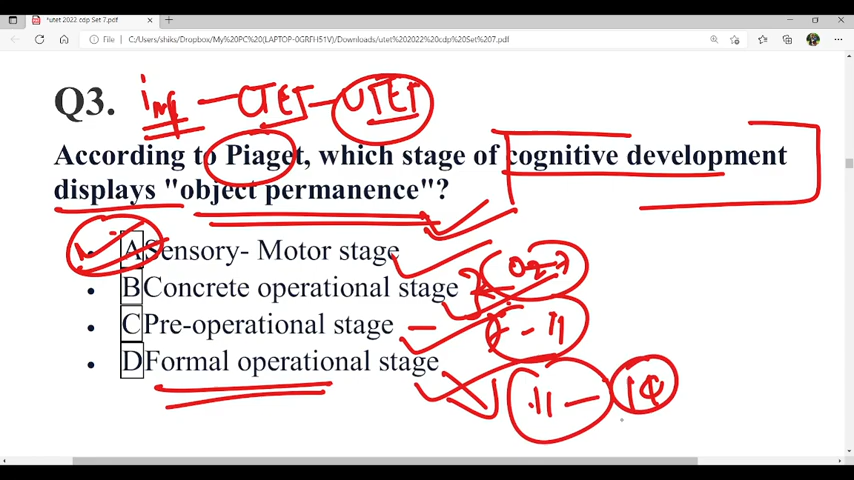 *utet 2022 cdp Set 7.pdf
File | C:/Users/shiks/Dropbox/My%20PC(LAPTOP-0GRFH51V)/Downloads/utet%202022%20cdp%20Set%207.pdf
Q3. imp - CTET - UTET
According to Piaget, which stage of cognitive development
displays "object permanence"?
• A Sensory- Motor stage
• B Concrete operational stage
• C Pre-operational stage
• D Formal operational stage
11 -